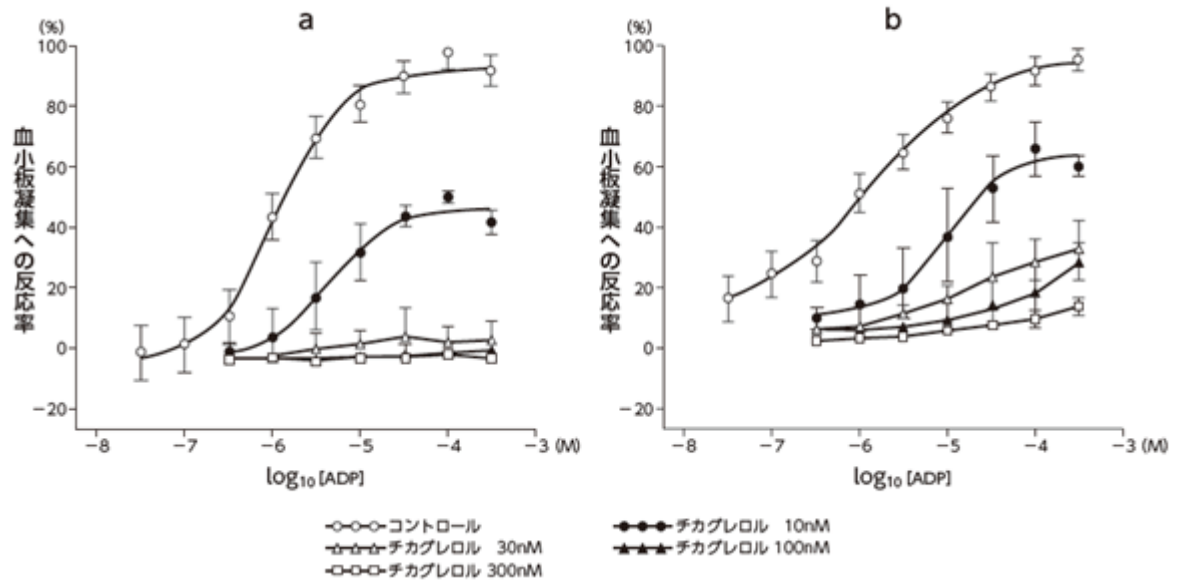 a
(%)
100
80
60
40
20
0
−20
血小板凝集への反応率
−8
−7
−6
−5
−4
−3 (M)
log₁₀ [ADP]
b
(%)
100
80
60
40
20
0
−20
血小板凝集への反応率
−8
−7
−6
−5
−4
−3 (M)
log₁₀ [ADP]
コントロール
チカグレロル 10nM
チカグレロル 30nM
チカグレロル 100nM
チカグレロル 300nM